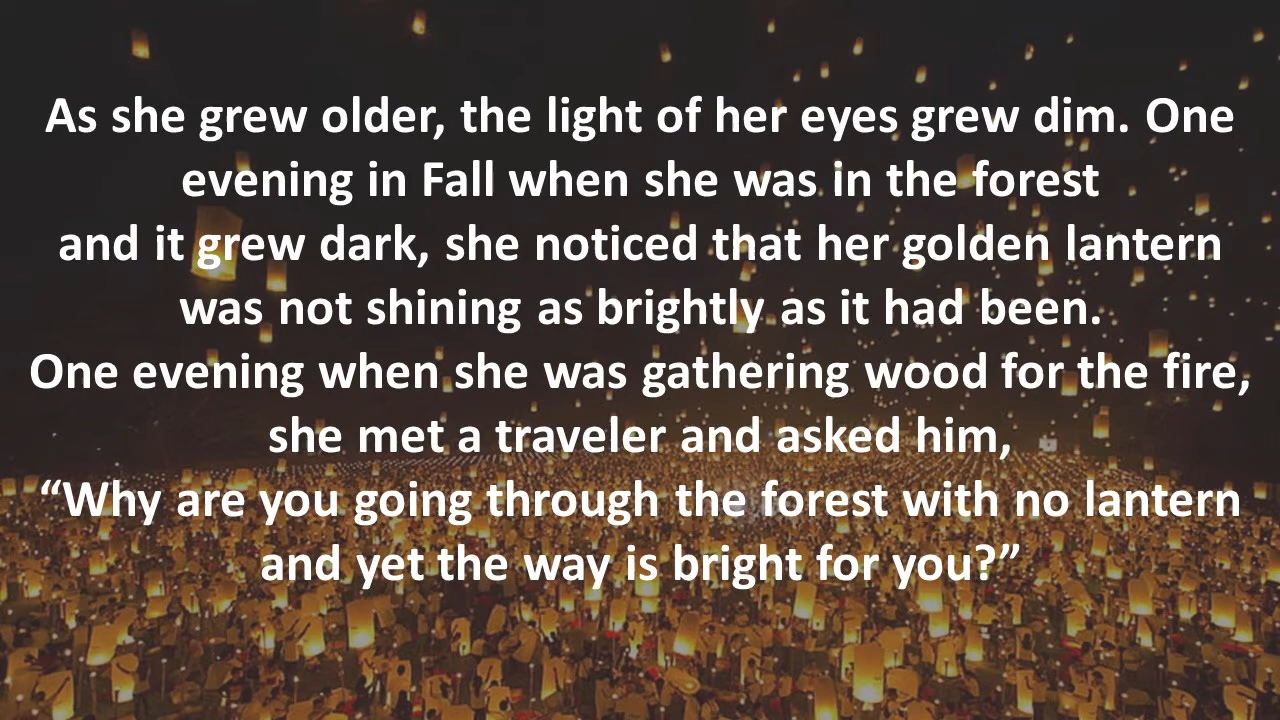 As she grew older, the light of her eyes grew dim. One
evening in Fall when she was in the forest
and it grew dark, she noticed that her golden lantern
was not shining as brightly as it had been.
One evening when she was gathering wood for the fire,
she met a traveler and asked him,
“Why are you going through the forest with no lantern
and yet the way is bright for you?”